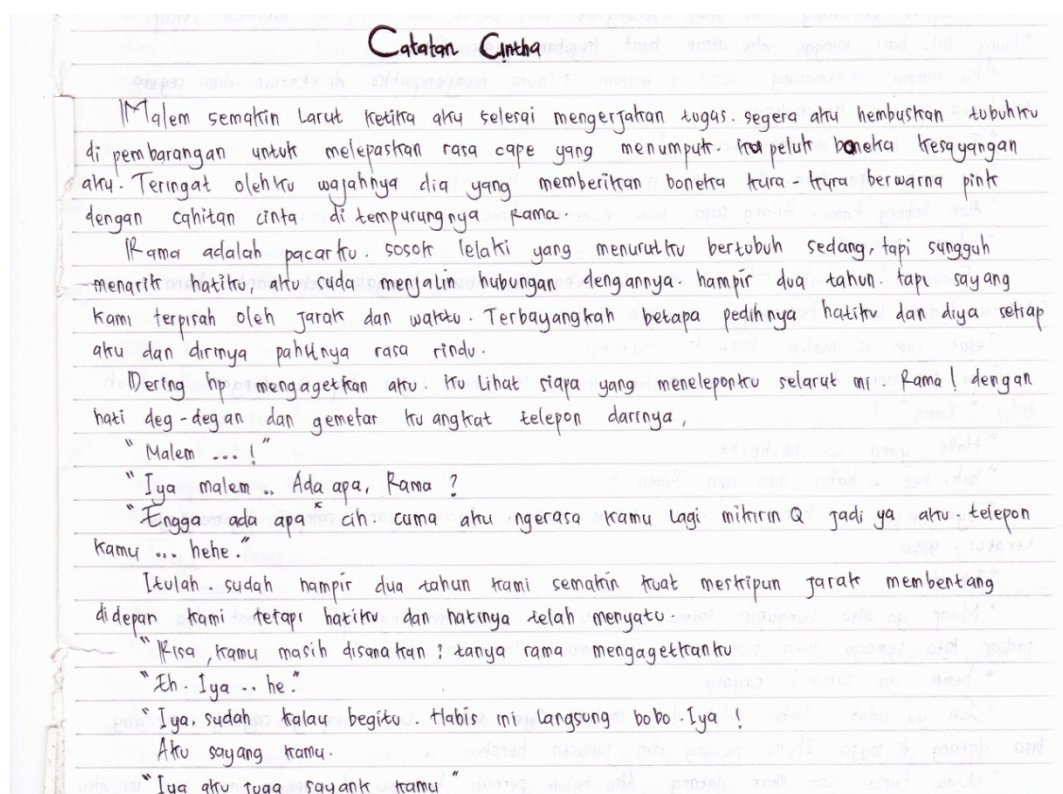 Catatan Cintha
Malem semakin Larut ketika aku selesai mengerjakan tugas. segera aku hembuskan tubuhku
di pembarangan untuk melepaskan rasa cape yang menumpuk. ku peluk boneka kesayangan
aku. Teringat olehku wajahnya dia yang memberikan boneka kura-kura berwarna pink
dengan cahitan cinta di tempurungnya Rama.
Rama adalah pacarku. sosok lelaki yang menurutku bertubuh sedang, tapi sungguh
menarik hatiku, aku suda menjalin hubungan dengannya. hampir dua tahun. tapi sayang
kami terpisah oleh jarak dan waktu. Terbayangkah betapa pedihnya hatiku dan diya setiap
aku dan dirinya pahitnya rasa rindu.
Dering hp mengagetkan aku. ku Lihat siapa yang meneleponku selarut ini. Rama! dengan
hati deg-degan dan gemetar ku angkat telepon darinya,
"Malem ...!"
"Iya malem .. Ada apa, Rama ?
"Engga ada apa" cih. cuma aku ngerasa kamu lagi mikirin Q jadi ya aku. telepon
kamu ... hehe."
Itulah. sudah hampir dua tahun kami semakin kuat meskipun jarak membentang
didepan kami tetapi hatiku dan hatinya telah menyatu.
"Risa, kamu masih disana kan ? tanya rama mengagetkanku
"Eh. Iya .. he."
"Iya, sudah kalau begitu. Habis ini langsung bobo. Iya !
Aku sayang kamu.
"Iya aku juga sayank kamu"